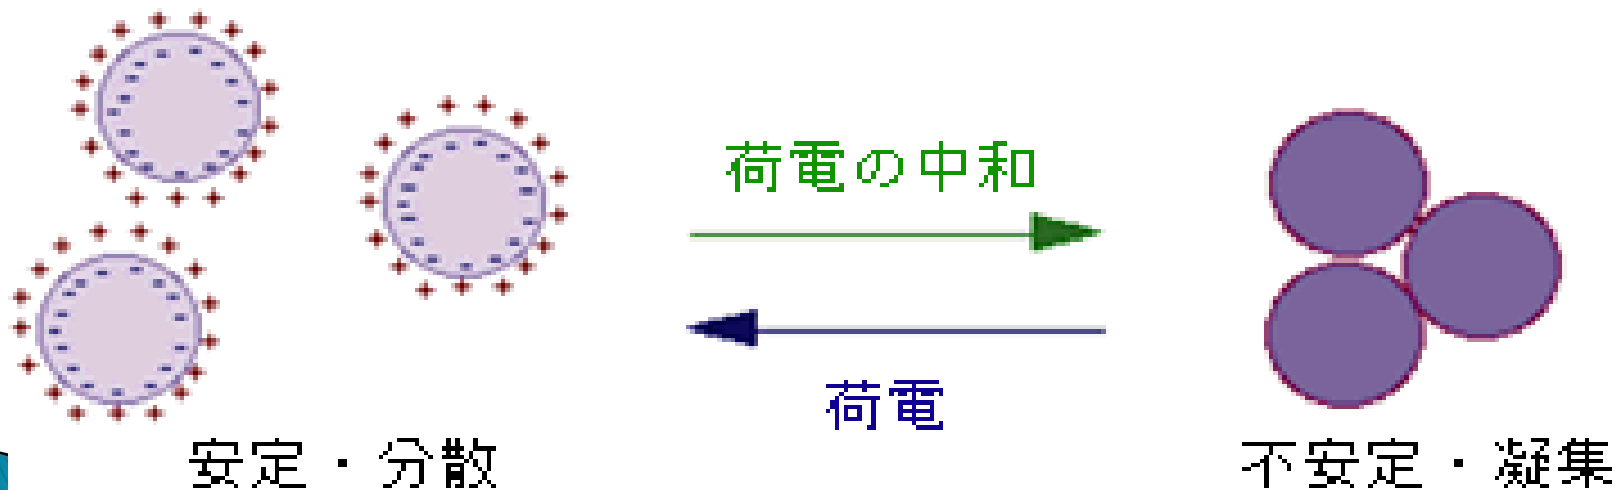 荷電の中和
荷電
安定・分散
不安定・凝集